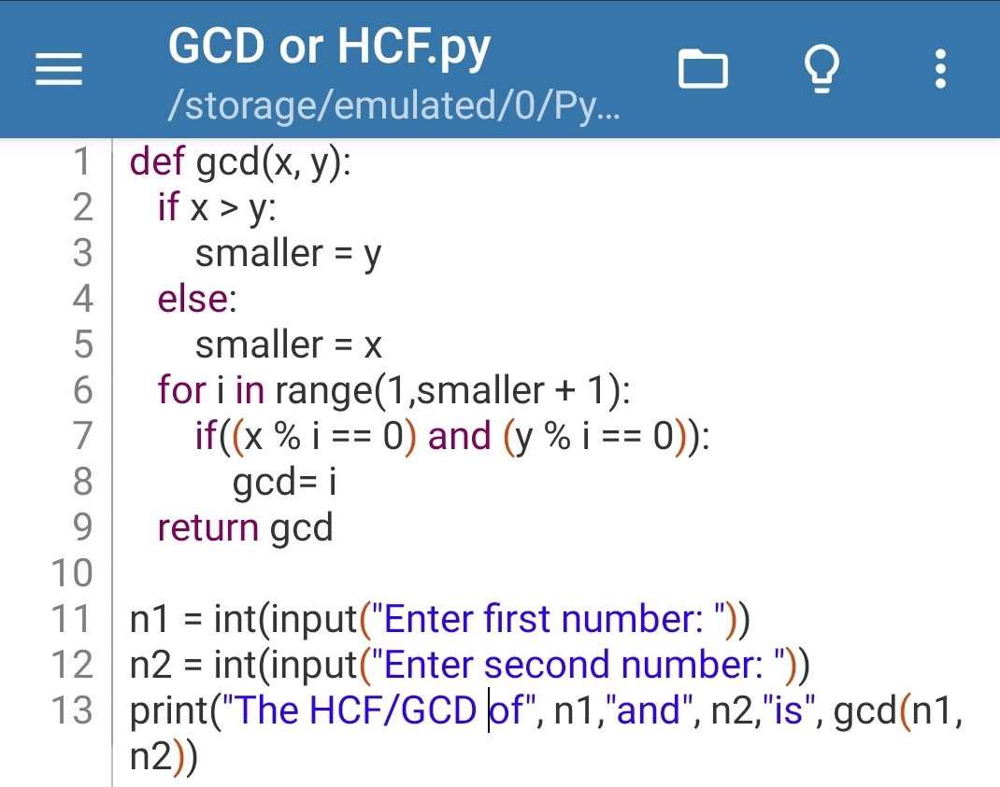 GCD or HCF.py
/storage/emulated/0/Py...
1 def gcd(x, y):
2 if x > y:
3 smaller = y
4 else:
5 smaller = x
6 for i in range(1,smaller + 1):
7 if((x % i == 0) and (y % i == 0)):
8 gcd= i
9 return gcd
10
11 n1 = int(input("Enter first number: "))
12 n2 = int(input("Enter second number: "))
13 print("The HCF/GCD of", n1,"and", n2,"is", gcd(n1,
n2))